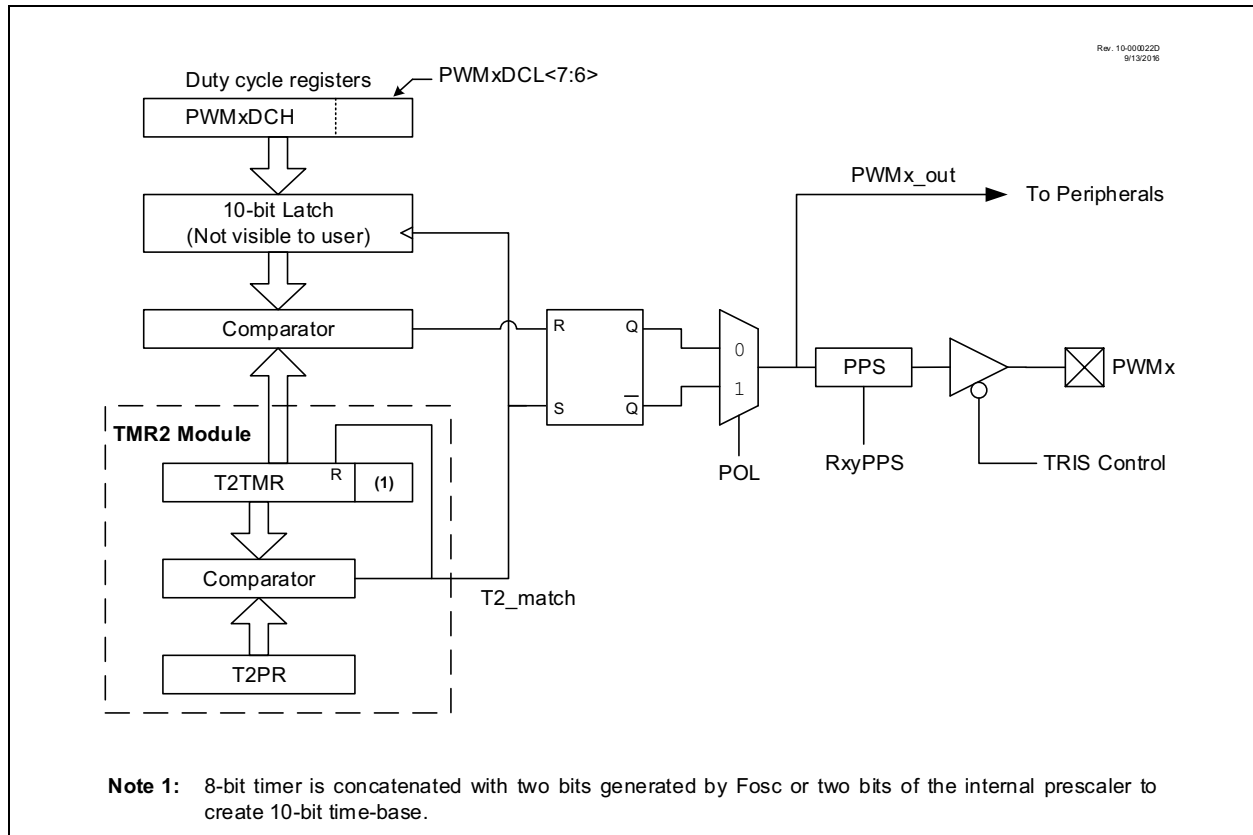 Rev. 10-000022D
9/13/2016
Duty cycle registers
PWMxDCL<7:6>
PWMxDCH
10-bit Latch
(Not visible to user)
Comparator
R
Q
S
Q
0
1
POL
PWMx_out
To Peripherals
PPS
RxyPPS
PWMx
TRIS Control
TMR2 Module
T2TMR
R
(1)
Comparator
T2_match
T2PR
Note 1: 8-bit timer is concatenated with two bits generated by Fosc or two bits of the internal prescaler to
create 10-bit time-base.